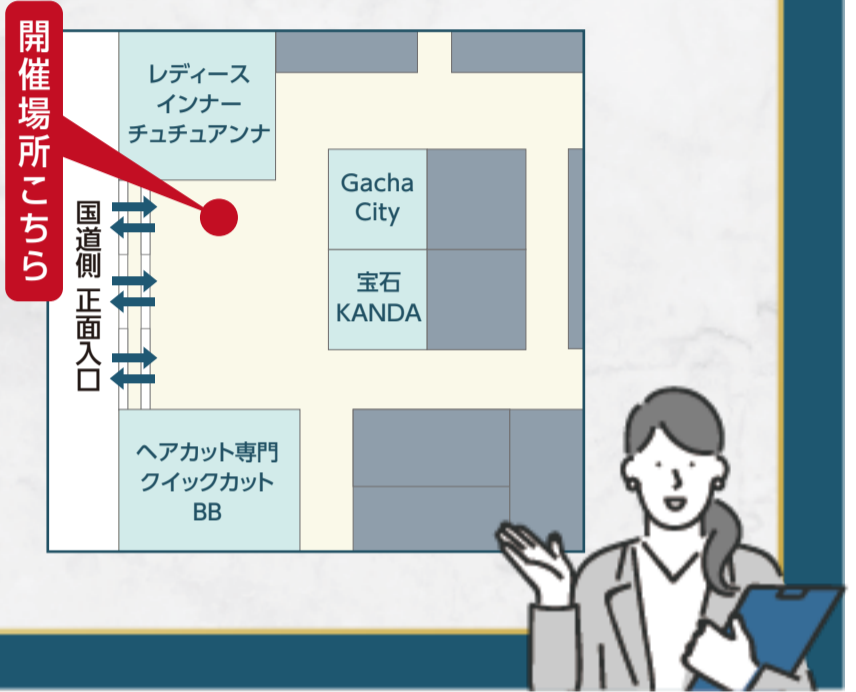 開催場所こちら
レディース
インナー
チュチュアンナ
Gacha
City
宝石
KANDA
国道側 正面入口
ヘアカット専門
クイックカット
BB